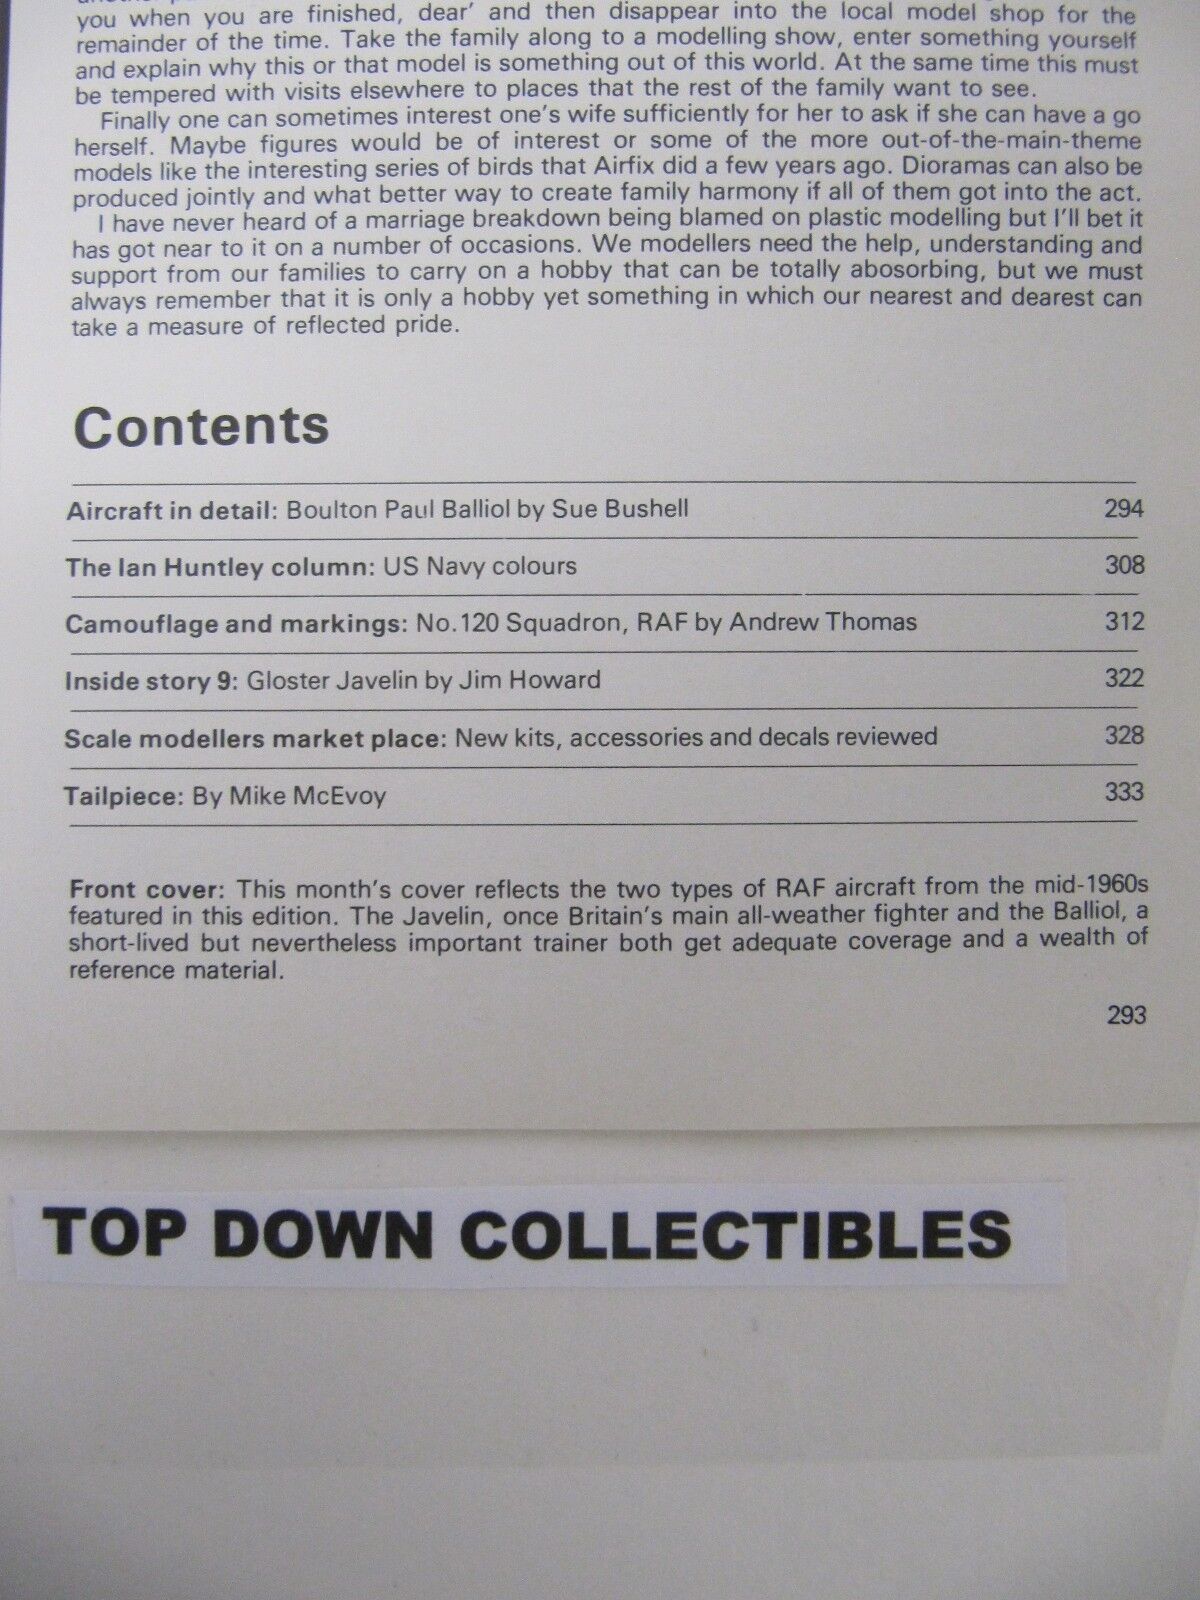 you when you are finished, dear' and then disappear into the local model shop for the
remainder of the time. Take the family along to a modelling show, enter something yourself
and explain why this or that model is something out of this world. At the same time this must
be tempered with visits elsewhere to places that the rest of the family want to see.
Finally one can sometimes interest one's wife sufficiently for her to ask if she can have a go
herself. Maybe figures would be of interest or some of the more out-of-the-main-theme
models like the interesting series of birds that Airfix did a few years ago. Dioramas can also be
produced jointly and what better way to create family harmony if all of them got into the act.
I have never heard of a marriage breakdown being blamed on plastic modelling but I'll bet it
has got near to it on a number of occasions. We modellers need the help, understanding and
support from our families to carry on a hobby that can be totally abosorbing, but we must
always remember that it is only a hobby yet something in which our nearest and dearest can
take a measure of reflected pride.
Contents
Aircraft in detail: Boulton Paul Balliol by Sue Bushell 294
The Ian Huntley column: US Navy colours 308
Camouflage and markings: No.120 Squadron, RAF by Andrew Thomas 312
Inside story 9: Gloster Javelin by Jim Howard 322
Scale modellers market place: New kits, accessories and decals reviewed 328
Tailpiece: By Mike McEvoy 333
Front cover: This month's cover reflects the two types of RAF aircraft from the mid-1960s
featured in this edition. The Javelin, once Britain's main all-weather fighter and the Balliol, a
short-lived but nevertheless important trainer both get adequate coverage and a wealth of
reference material.
293
TOP DOWN COLLECTIBLES